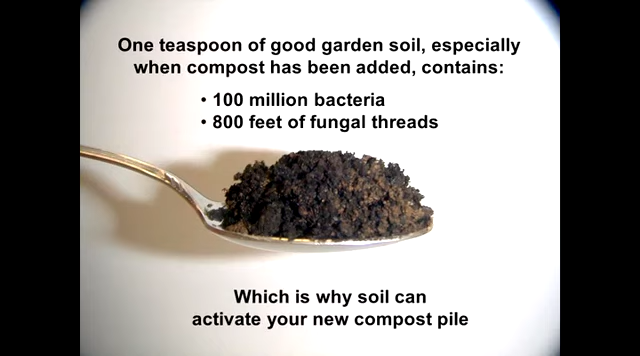 One teaspoon of good garden soil, especially
when compost has been added, contains:
• 100 million bacteria
• 800 feet of fungal threads
Which is why soil can
activate your new compost pile